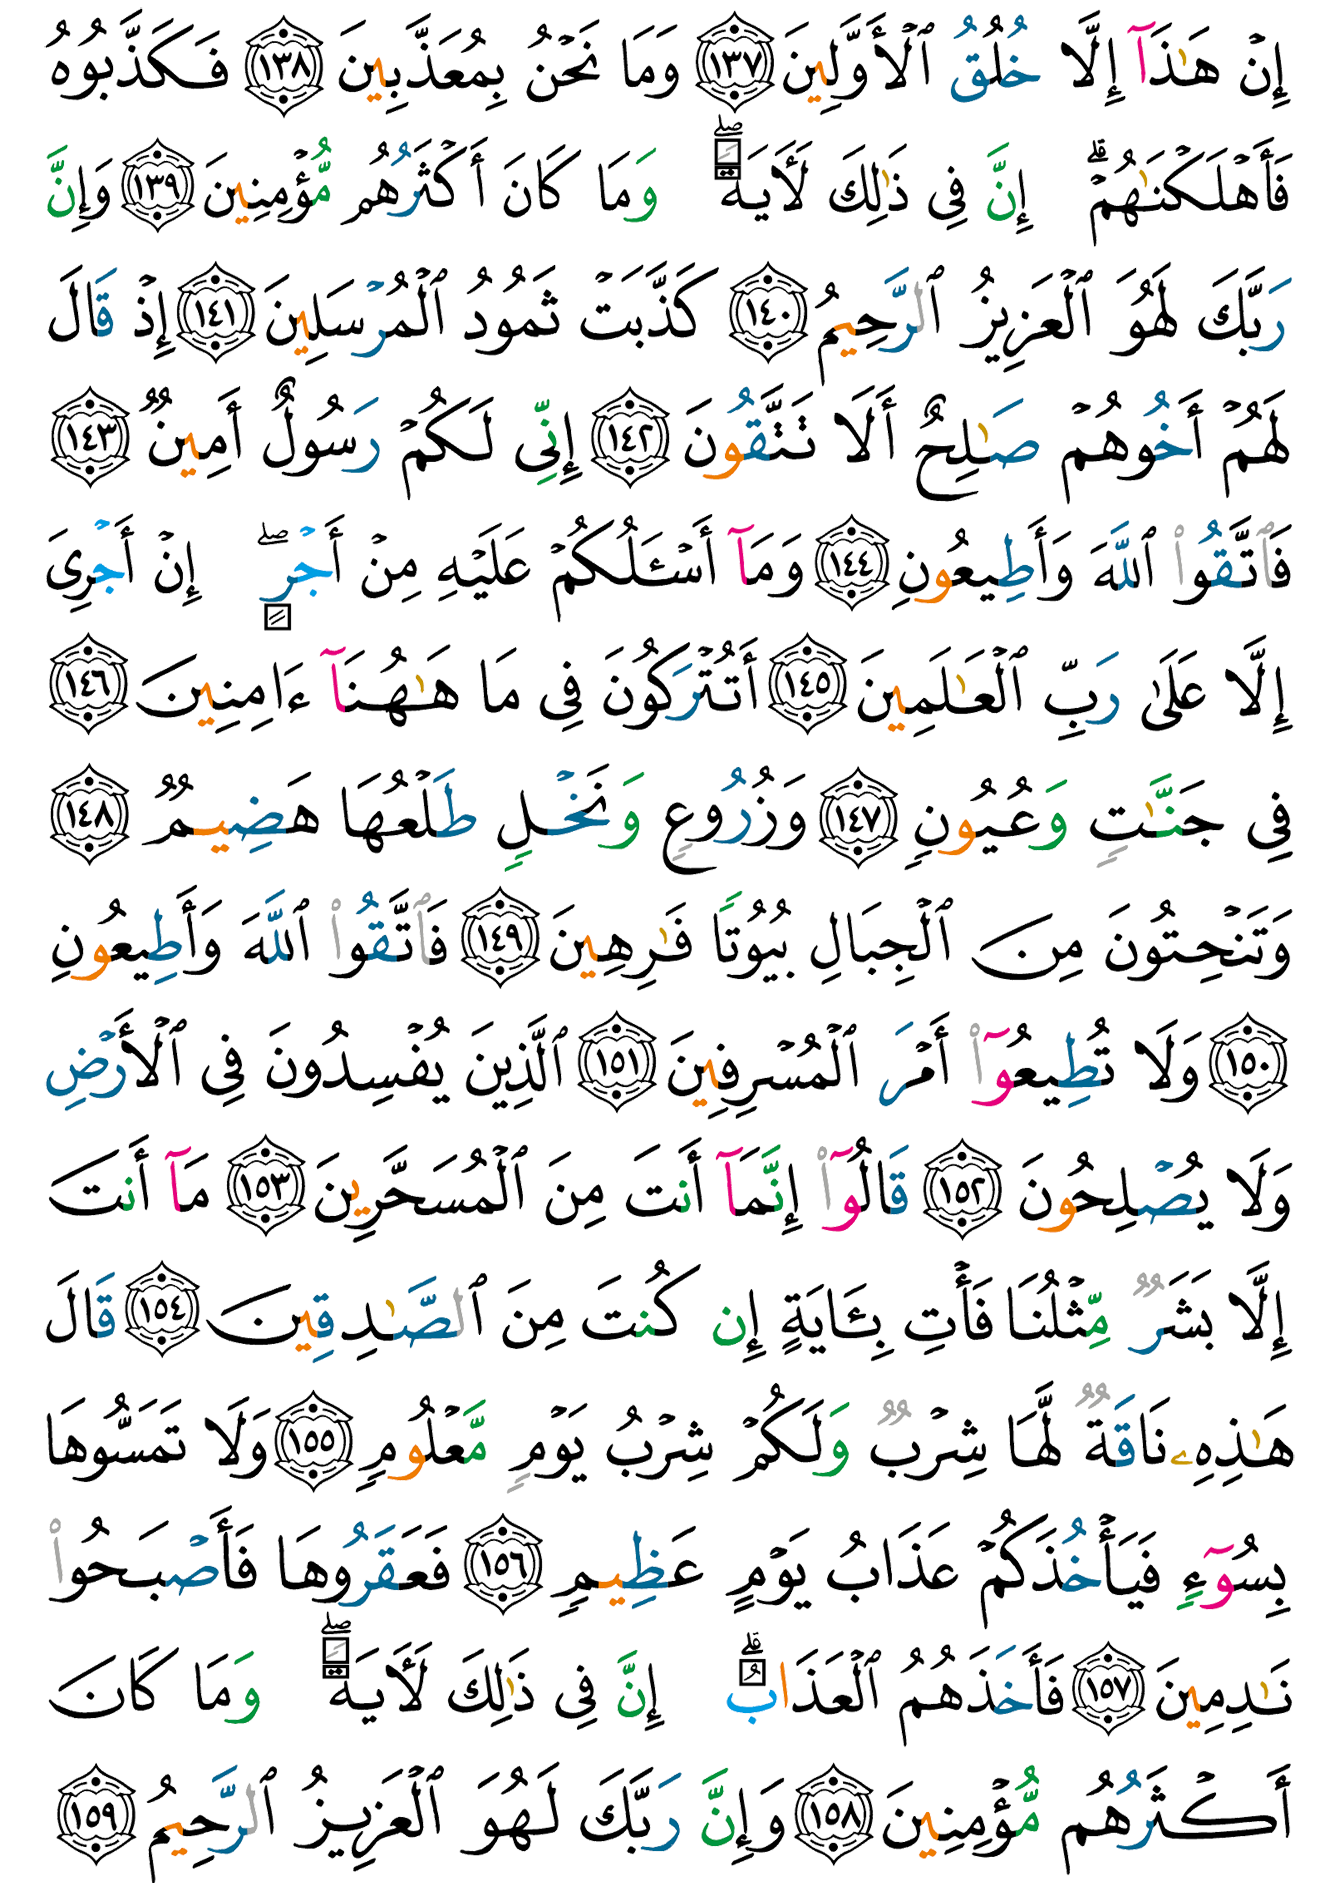 إِنْ هَٰذَآ إِلَّا خُلُقُ ٱلْأَوَّلِينَ ١٣٧ وَمَا نَحْنُ بِمُعَذَّبِينَ ١٣٨ فَكَذَّبُوهُ
فَأَهْلَكْنَٰهُمْ ۗ إِنَّ فِى ذَٰلِكَ لَأَيَةً ۖ وَمَا كَانَ أَكْثَرُهُم مُّؤْمِنِينَ ١٣٩ وَإِنَّ
رَبَّكَ لَهُوَ ٱلْعَزِيزُ ٱلرَّحِيمُ ١٤٠ كَذَّبَتْ ثَمُودُ ٱلْمُرْسَلِينَ ١٤١ إِذْ قَالَ
لَهُمْ أَخُوهُمْ صَٰلِحٌ أَلَا تَتَّقُونَ ١٤٢ إِنِّى لَكُمْ رَسُولٌ أَمِينٌ ١٤٣
فَٱتَّقُوا۟ ٱللَّهَ وَأَطِيعُونِ ١٤٤ وَمَآ أَسْـَٔلُكُمْ عَلَيْهِ مِنْ أَجْرٍ ۖ إِنْ أَجْرِىَ
إِلَّا عَلَىٰ رَبِّ ٱلْعَٰلَمِينَ ١٤٥ أَتُتْرَكُونَ فِى مَا هَٰهُنَآ ءَامِنِينَ ١٤٦
فِى جَنَّٰتٍ وَعُيُونٍ ١٤٧ وَزُرُوعٍ وَنَخْلٍ طَلْعُهَا هَضِيمٌ ١٤٨
وَتَنْحِتُونَ مِنَ ٱلْجِبَالِ بُيُوتًا فَٰرِهِينَ ١٤٩ فَٱتَّقُوا۟ ٱللَّهَ وَأَطِيعُونِ
١٥٠ وَلَا تُطِيعُوٓا۟ أَمْرَ ٱلْمُسْرِفِينَ ١٥١ ٱلَّذِينَ يُفْسِدُونَ فِى ٱلْأَرْضِ
وَلَا يُصْلِحُونَ ١٥٢ قَالُوٓا۟ إِنَّمَآ أَنتَ مِنَ ٱلْمُسَحَّرِينَ ١٥٣ مَآ أَنتَ
إِلَّا بَشَرٌ مِّثْلُنَا فَأْتِ بِـَٔايَةٍ إِن كُنتَ مِنَ ٱلصَّٰدِقِينَ ١٥٤ قَالَ
هَٰذِهِۦ نَاقَةٌ لَّهَا شِرْبٌ وَلَكُمْ شِرْبُ يَوْمٍ مَّعْلُومٍ ١٥٥ وَلَا تَمَسُّوهَا
بِسُوٓءٍ فَيَأْخُذَكُمْ عَذَابُ يَوْمٍ عَظِيمٍ ١٥٦ فَعَقَرُوهَا فَأَصْبَحُوا۟
نَٰدِمِينَ ١٥٧ فَأَخَذَهُمُ ٱلْعَذَابُ ۗ إِنَّ فِى ذَٰلِكَ لَأَيَةً ۖ وَمَا كَانَ
أَكْثَرُهُم مُّؤْمِنِينَ ١٥٨ وَإِنَّ رَبَّكَ لَهُوَ ٱلْعَزِيزُ ٱلرَّحِيمُ ١٥٩